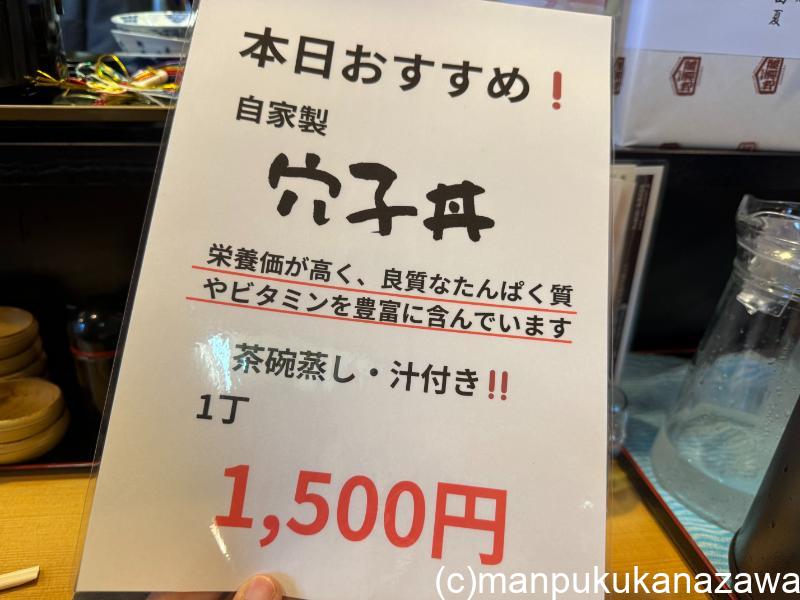 本日おすすめ❗
自家製
穴子丼
栄養価が高く、良質なたんぱく質
やビタミンを豊富に含んでいます
茶碗蒸し・汁付き‼
1丁
1,500円
(c)manpukukanazawa